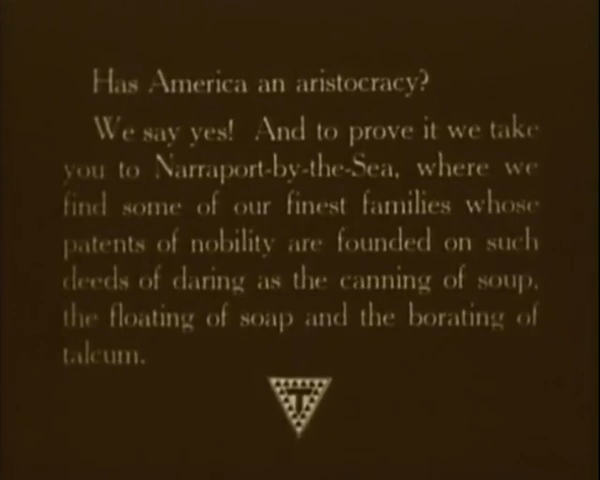 Has America an aristocracy?
We say yes! And to prove it we take
you to Narraport-by-the-Sea, where we
find some of our finest families whose
patents of nobility are founded on such
deeds of daring as the canning of soup,
the floating of soap and the borating of
talcum.
T